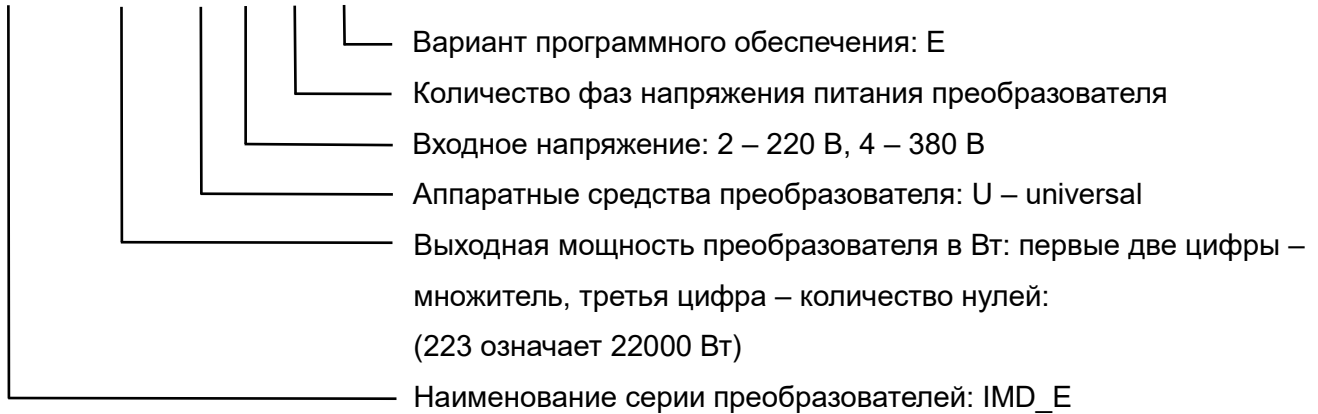 Вариант программного обеспечения: E
Количество фаз напряжения питания преобразователя
Входное напряжение: 2 – 220 В, 4 – 380 В
Аппаратные средства преобразователя: U – universal
Выходная мощность преобразователя в Вт: первые две цифры –
множитель, третья цифра – количество нулей:
(223 означает 22000 Вт)
Наименование серии преобразователей: IMD_E